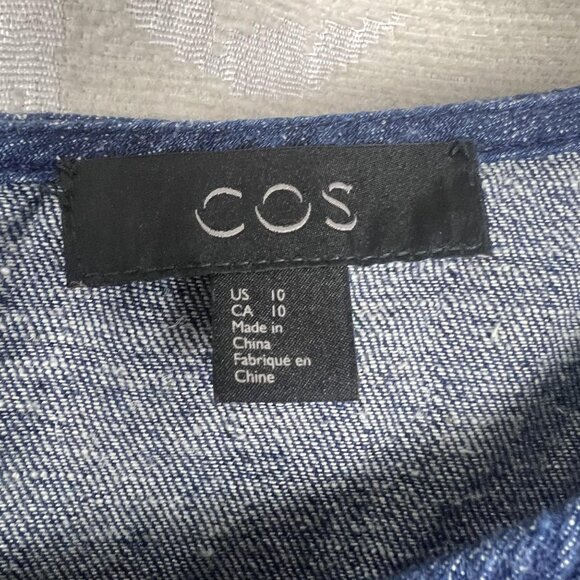 COS
US 10
CA 10
Made in
China
Fabriqué en
Chine